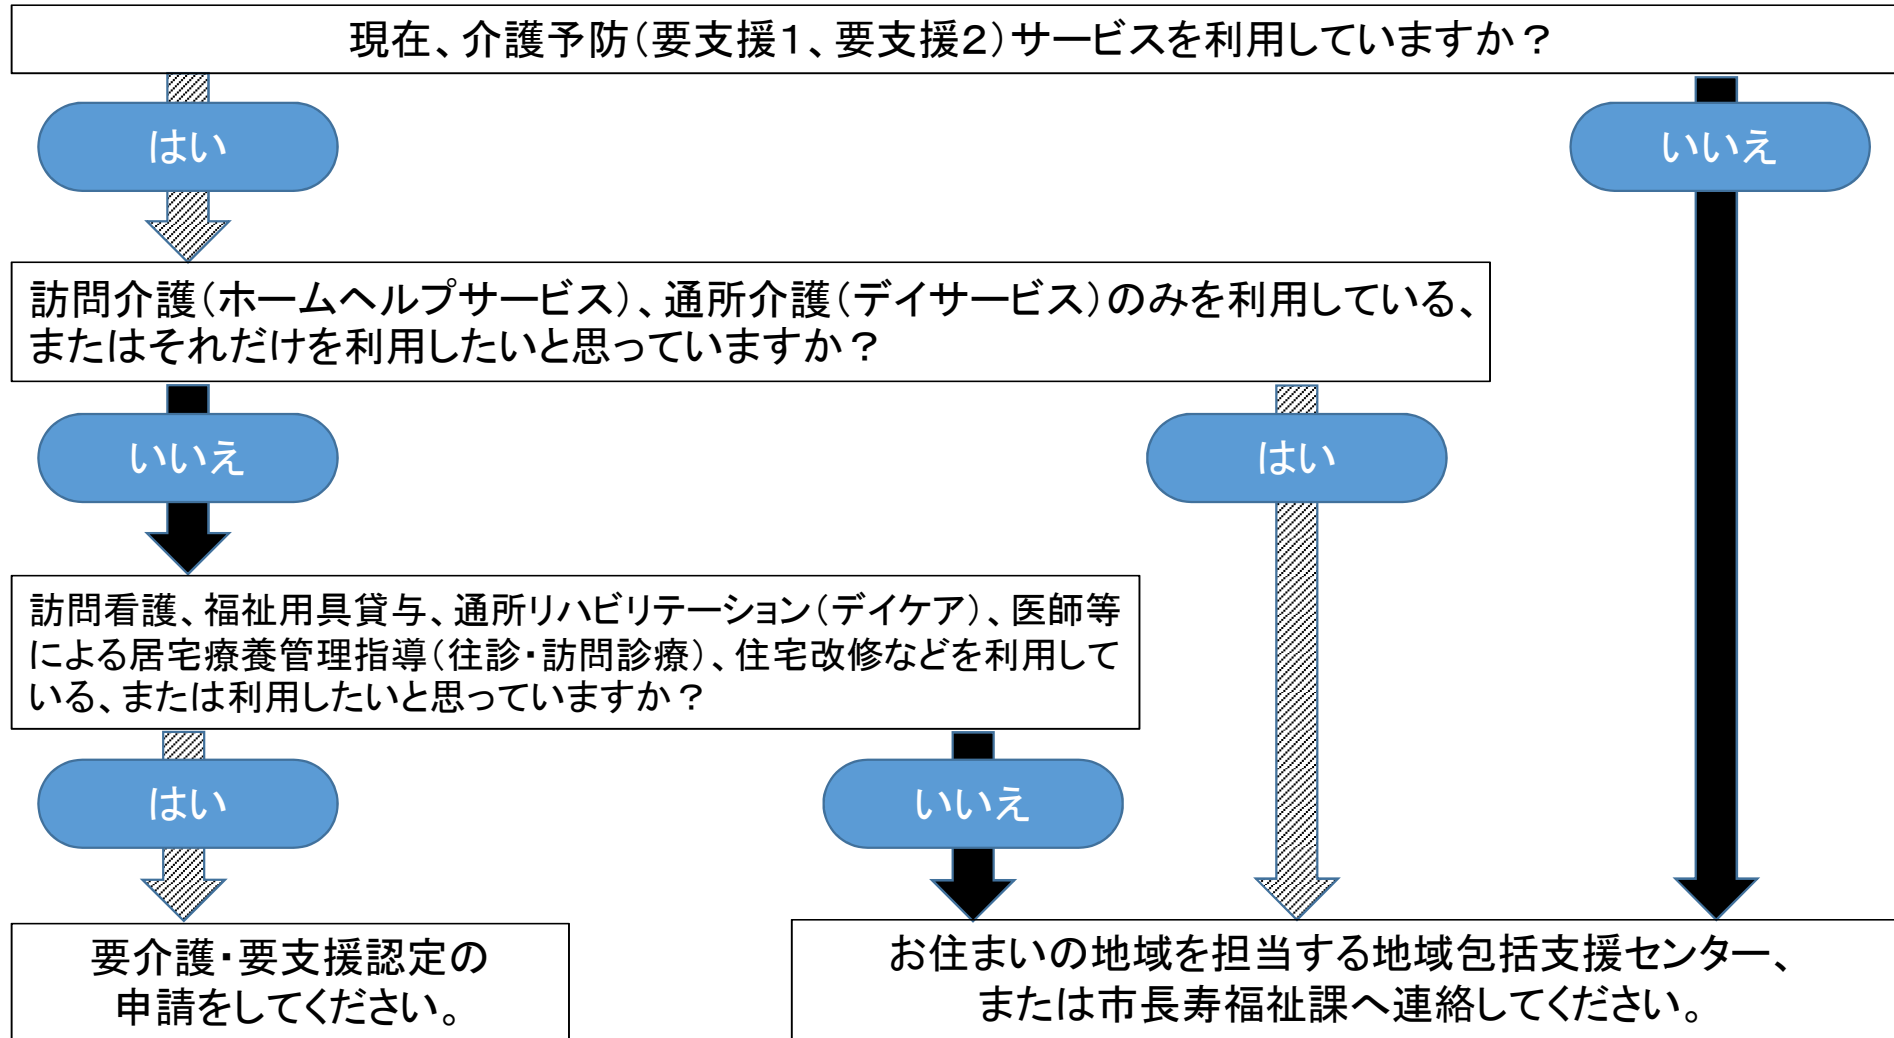 現在、介護予防(要支援1、要支援2)サービスを利用していますか?
はい
いいえ
訪問介護(ホームヘルプサービス)、通所介護(デイサービス)のみを利用している、
またはそれだけを利用したいと思っていますか?
いいえ
はい
訪問看護、福祉用具貸与、通所リハビリテーション(デイケア)、医師等
による居宅療養管理指導(往診・訪問診療)、住宅改修などを利用して
いる、または利用したいと思っていますか?
はい
いいえ
要介護・要支援認定の
申請をしてください。
お住まいの地域を担当する地域包括支援センター、
または市長寿福祉課へ連絡してください。